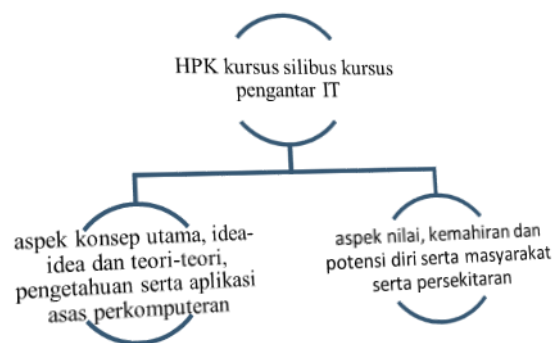 HPK kursus silibus kursus
pengantar IT
aspek konsep utama, idea-
idea dan teori-teori,
pengetahuan serta aplikasi
asas perkomputeran
aspek nilai, kemahiran dan
potensi diri serta masyarakat
serta persekitaran